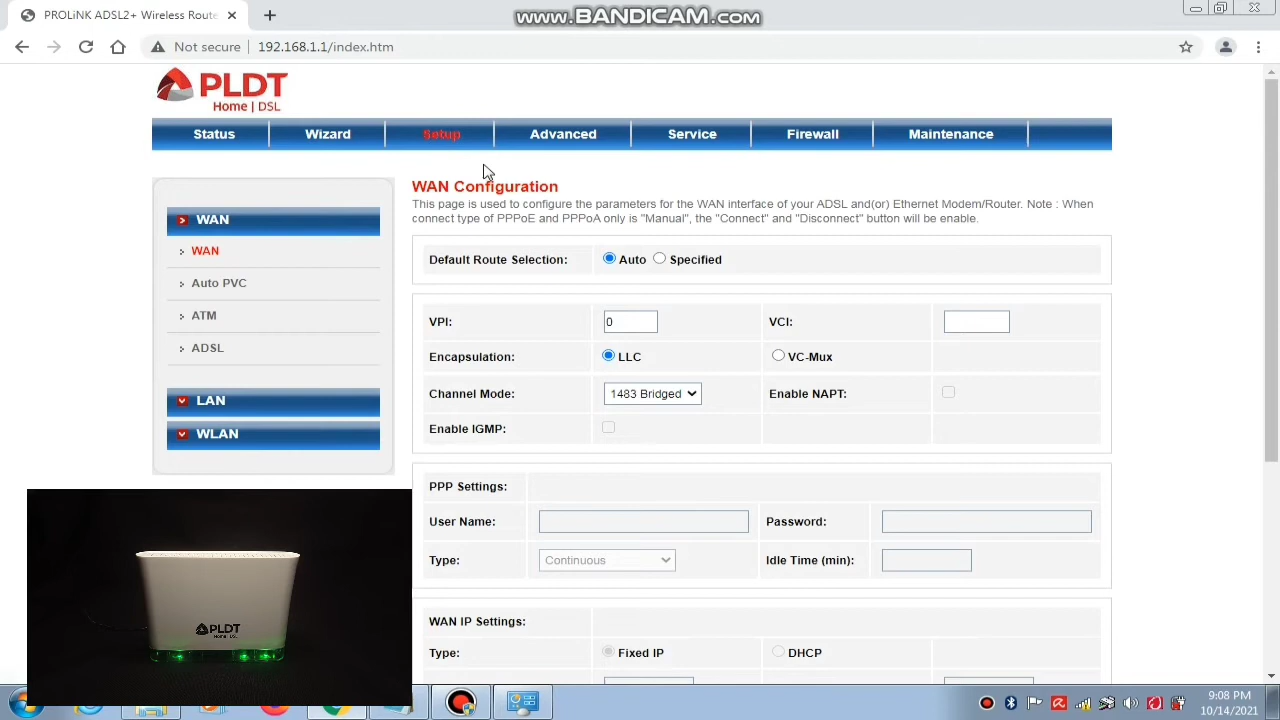 PROLiNK ADSL2+ Wireless Route
www.BANDICAM.com
Not secure
192.168.1.1/index.htm
PLDT
Home | DSL
Status
Wizard
Setup
Advanced
Service
Firewall
Maintenance
WAN
WAN
Auto PVC
ATM
ADSL
LAN
WLAN
WAN Configuration
This page is used to configure the parameters for the WAN interface of your ADSL and(or) Ethernet Modem/Router. Note : When
connect type of PPPoE and PPPoA only is "Manual", the "Connect" and "Disconnect" button will be enable.
Default Route Selection:
Auto
Specified
VPI:
0
VCI:
Encapsulation:
LLC
VC-Mux
Channel Mode:
1483 Bridged
Enable NAPT:
Enable IGMP:
PPP Settings:
User Name:
Password:
Type:
Continuous
Idle Time (min):
WAN IP Settings:
Type:
Fixed IP
DHCP
PLDT
Home DSL
9:08 PM
10/14/2021